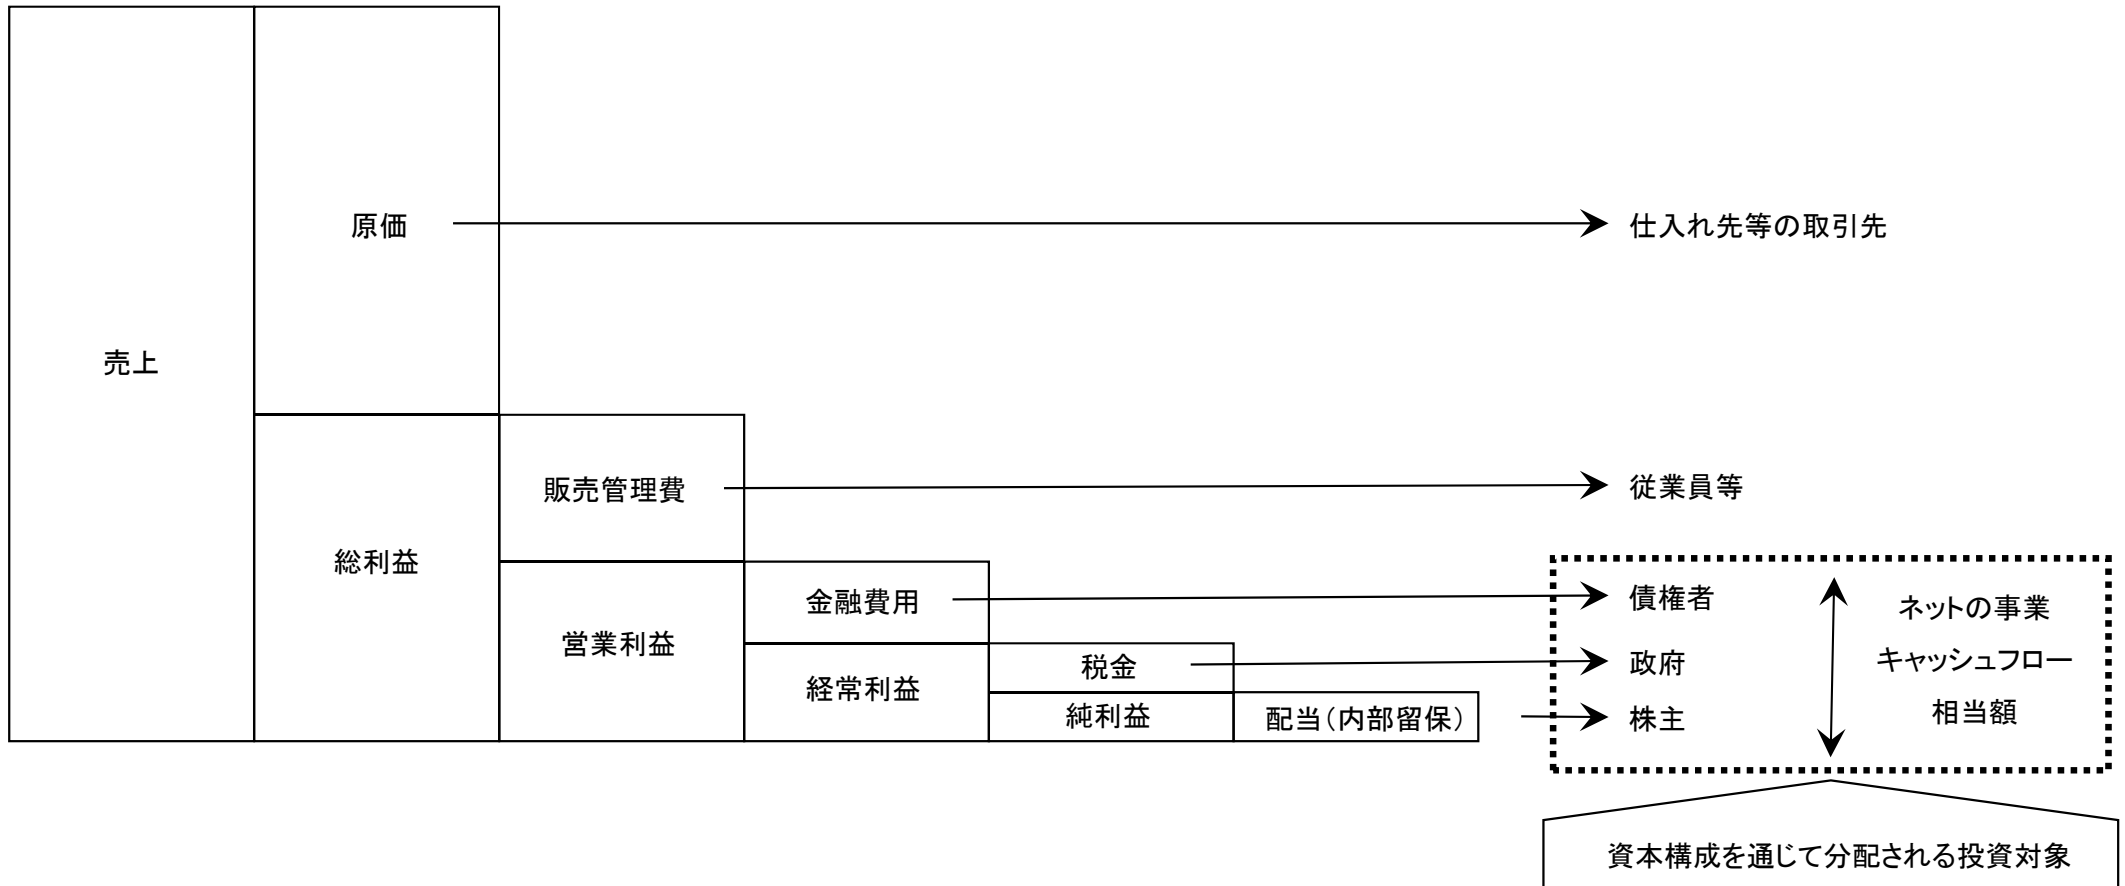 売上
原価
仕入れ先等の取引先
総利益
販売管理費
従業員等
営業利益
金融費用
債権者
経常利益
税金
政府
純利益
配当（内部留保）
株主
ネットの事業
キャッシュフロー
相当額
資本構成を通じて分配される投資対象